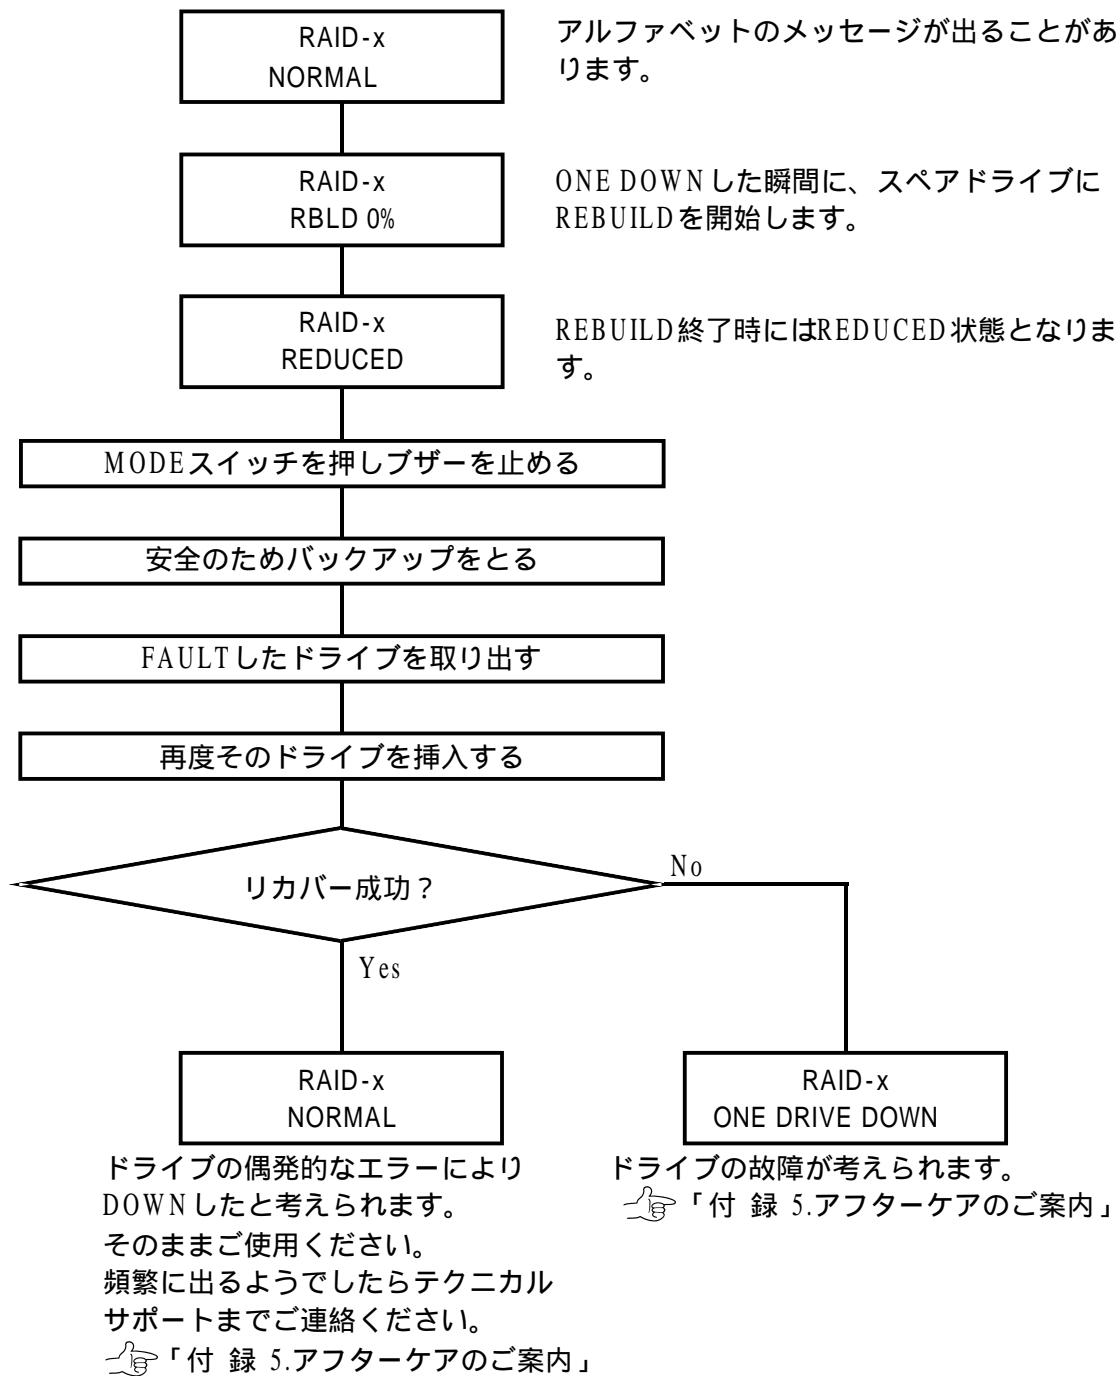 RAID-x
NORMAL
アルファベットのメッセージが出ることがあ
ります。
RAID-x
RBLD 0%
ONE DOWNした瞬間に、スペアドライブに
REBUILDを開始します。
RAID-x
REDUCED
REBUILD終了時にはREDUCED状態となりま
す。
MODEスイッチを押しブザーを止める
安全のためバックアップをとる
FAULTしたドライブを取り出す
再度そのドライブを挿入する
リカバー成功？
No
Yes
RAID-x
NORMAL
ドライブの偶発的なエラーにより
DOWNしたと考えられます。
そのままご使用ください。
頻繁に出るようでしたらテクニカル
サポートまでご連絡ください。
「付 録 5.アフターケアのご案内」
RAID-x
ONE DRIVE DOWN
ドライブの故障が考えられます。
「付 録 5.アフターケアのご案内」